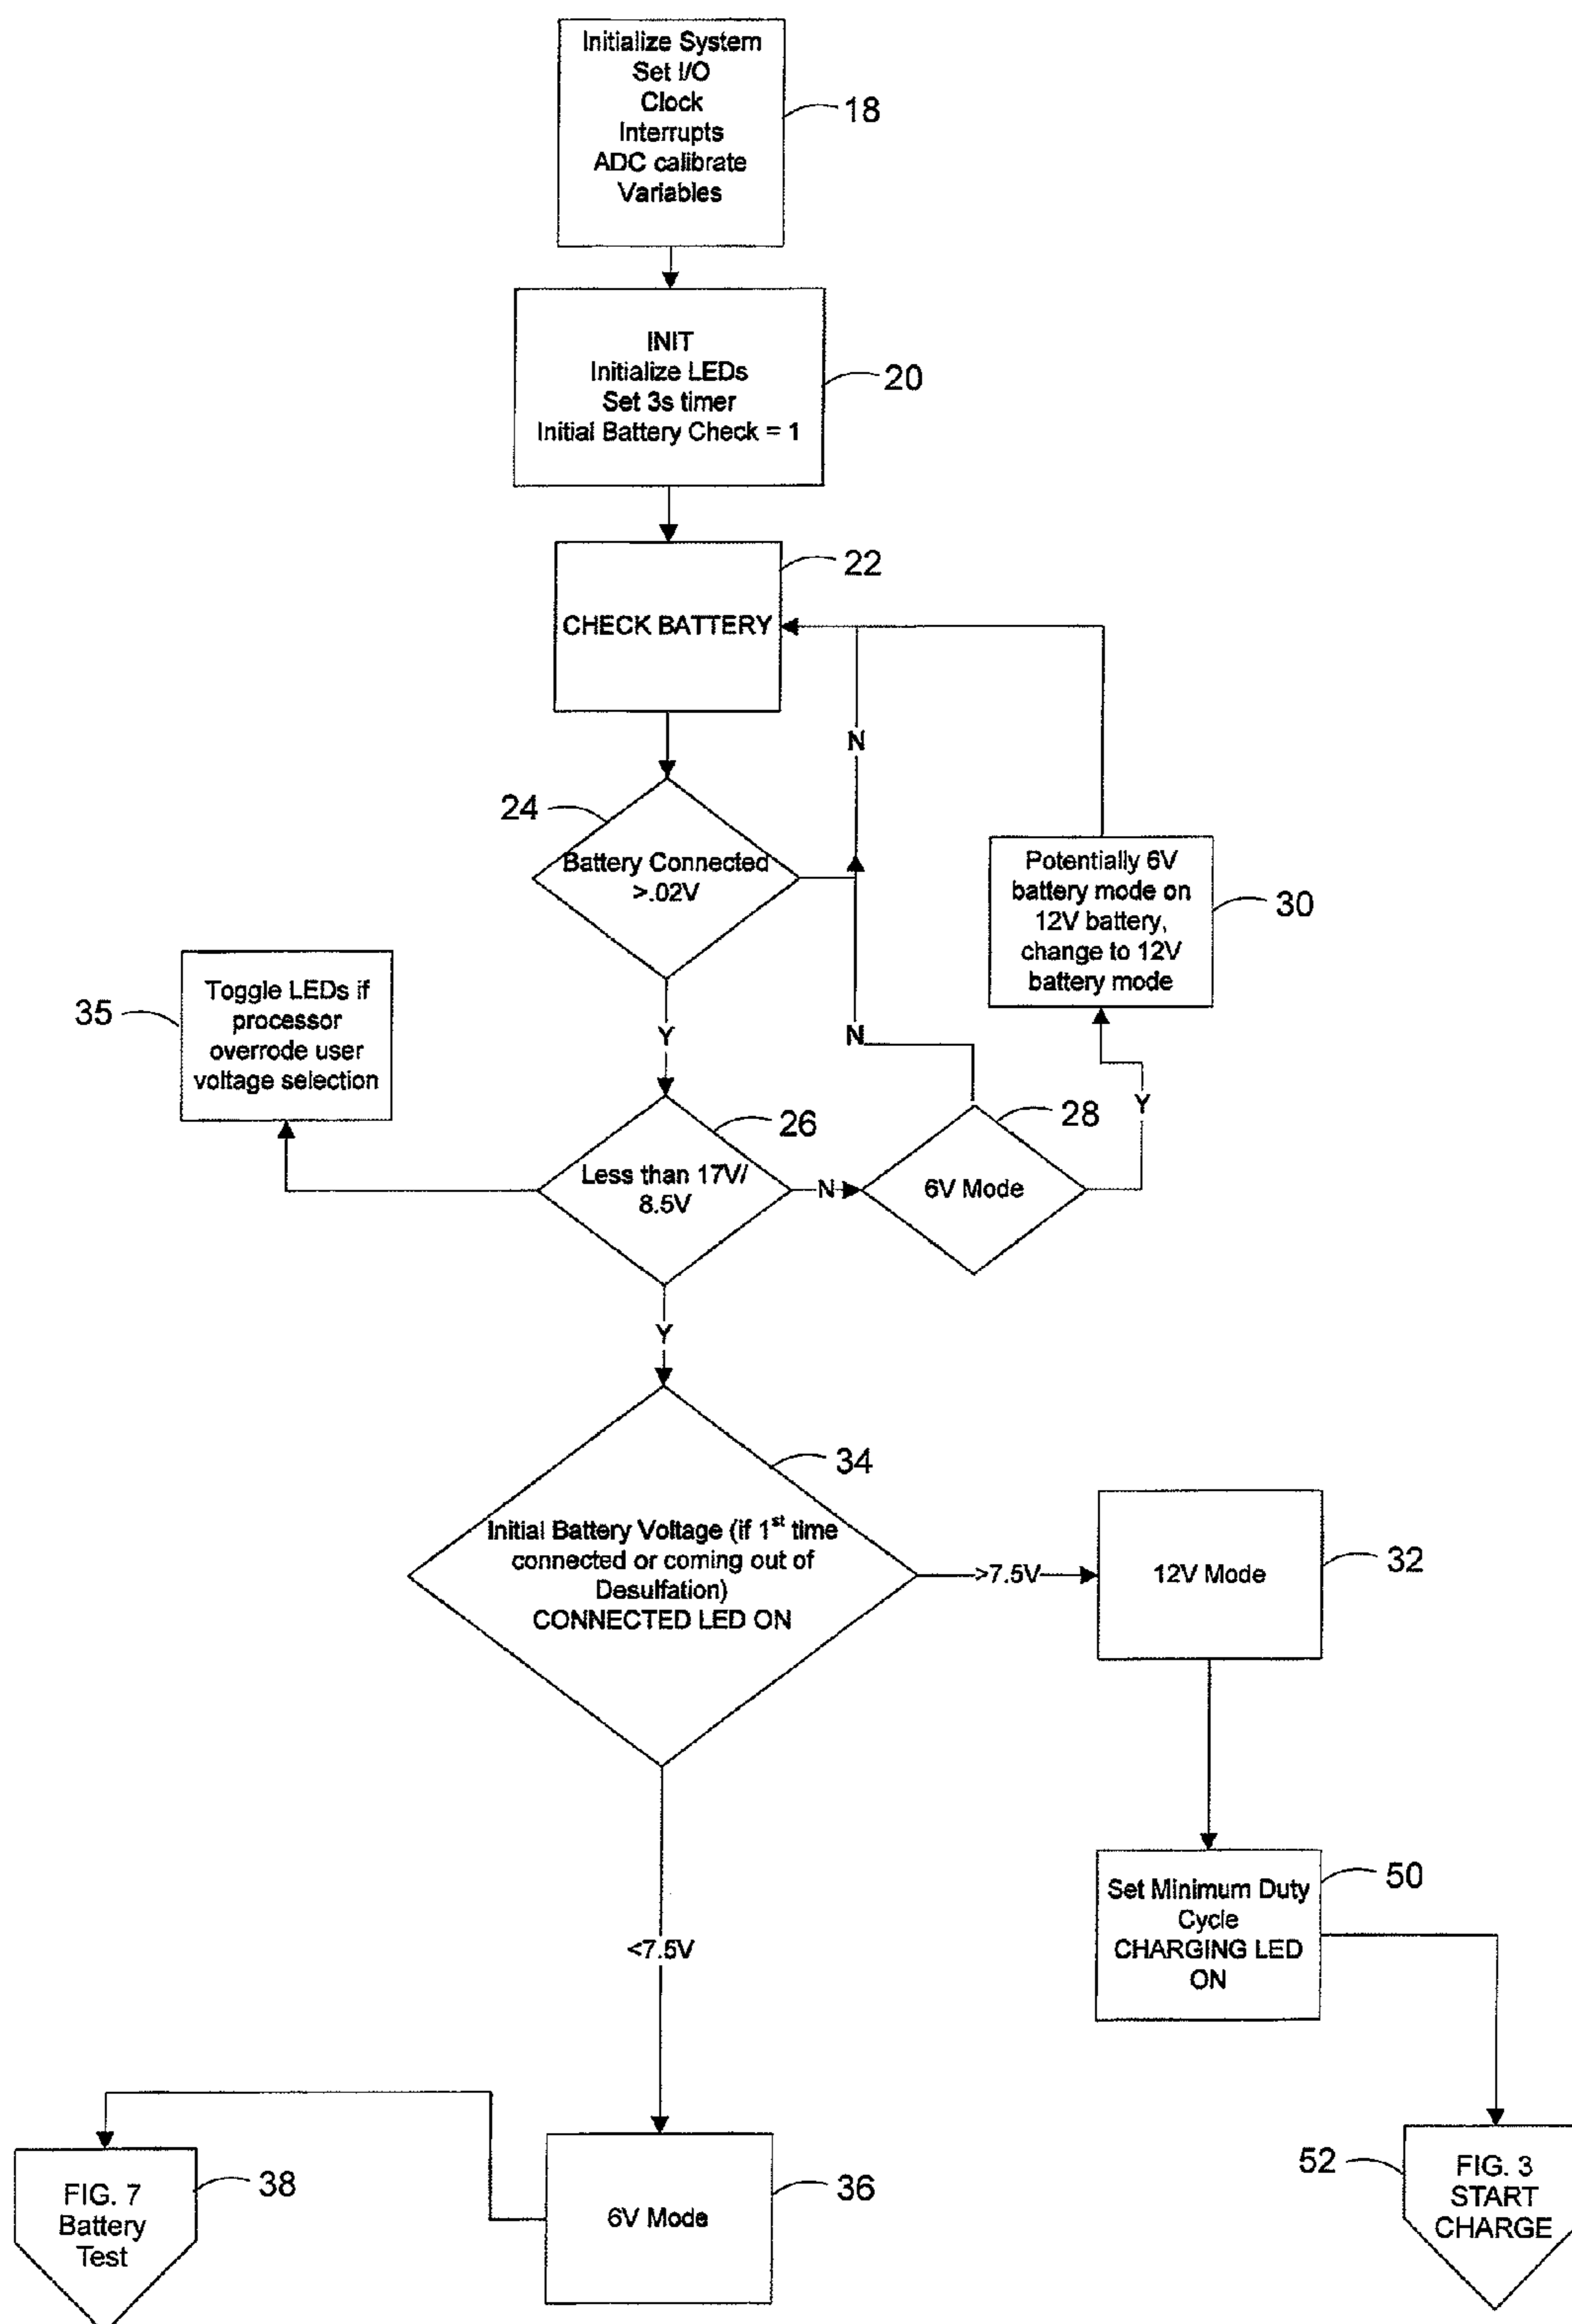 Initialize System
Set I/O
Clock
Interrupts
ADC calibrate
Variables
18
INIT
Initialize LEDs
Set 3s timer
Initial Battery Check = 1
20
22
CHECK BATTERY
N
24
Battery Connected
>.02V
Potentially 6V
battery mode on
12V battery,
change to 12V
battery mode
30
35
Toggle LEDs if
processor
overrode user
voltage selection
Y
N
Y
26
28
Less than 17V/
8.5V
N
6V Mode
Y
34
Initial Battery Voltage (if 1st time
connected or coming out of
Desulfation)
CONNECTED LED ON
>7.5V
12V Mode
32
Set Minimum Duty
Cycle
CHARGING LED
ON
50
<7.5V
FIG. 7
Battery
Test
38
6V Mode
36
52
FIG. 3
START
CHARGE